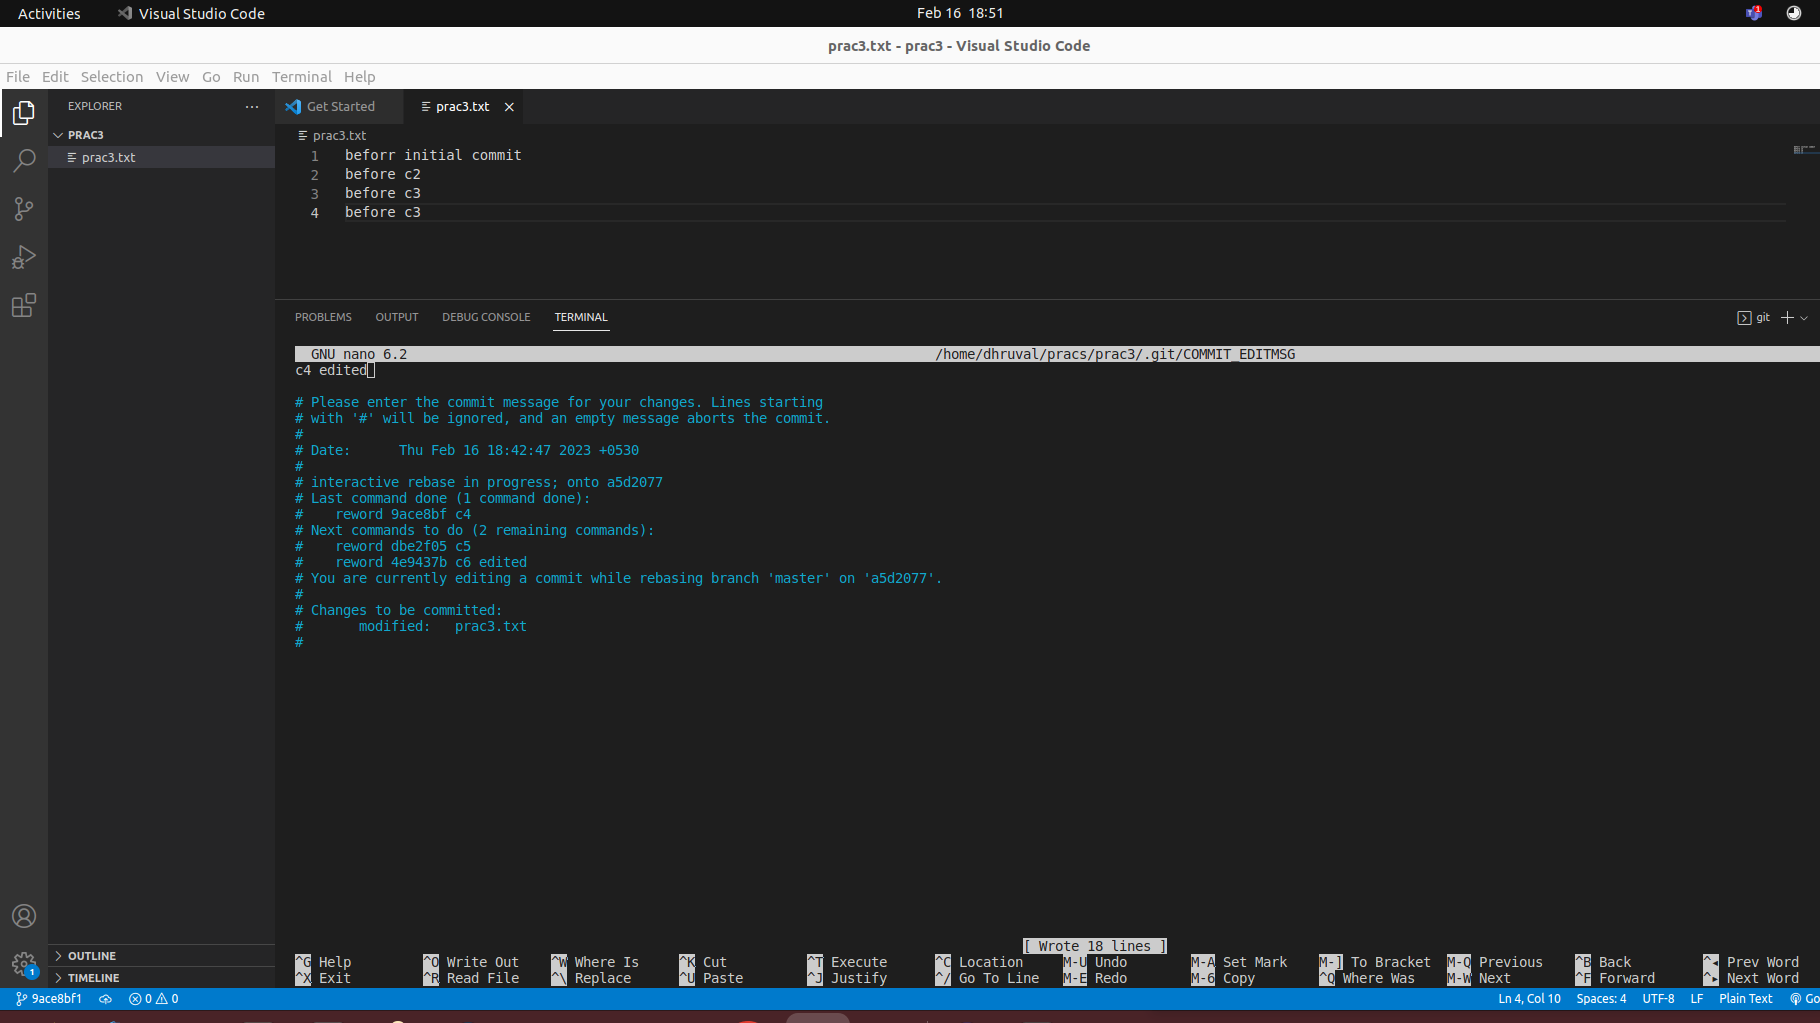 Activities Visual Studio Code Feb 16 18:51 1
prac3.txt - prac3 - Visual Studio Code
File Edit Selection View Go Run Terminal Help
EXPLORER ... Get Started prac3.txt
PRAC3
prac3.txt
prac3.txt
1 beforr initial commit
2 before c2
3 before c3
4 before c3
PROBLEMS OUTPUT DEBUG CONSOLE TERMINAL git
GNU nano 6.2 /home/dhruval/pracs/prac3/.git/COMMIT_EDITMSG
c4 edited
# Please enter the commit message for your changes. Lines starting
# with '#' will be ignored, and an empty message aborts the commit.
#
# Date: Thu Feb 16 18:42:47 2023 +0530
#
# interactive rebase in progress; onto a5d2077
# Last command done (1 command done):
# reword 9ace8bf c4
# Next commands to do (2 remaining commands):
# reword dbe2f05 c5
# reword 4e9437b c6 edited
# You are currently editing a commit while rebasing branch 'master' on 'a5d2077'.
#
# Changes to be committed:
# modified: prac3.txt
#
[ Wrote 18 lines ]
^G Help ^O Write Out ^W Where Is ^K Cut ^T Execute ^C Location M-U Undo M-A Set Mark M-] To Bracket M-Q Previous ^B Back ^◂ Prev Word
^X Exit ^R Read File ^\ Replace ^U Paste ^J Justify ^/ Go To Line M-E Redo M-6 Copy ^Q Where Was M-W Next ^F Forward ^▸ Next Word
OUTLINE
TIMELINE
1
9ace8bf1 0 0 Ln 4, Col 10 Spaces: 4 UTF-8 LF Plain Text Go